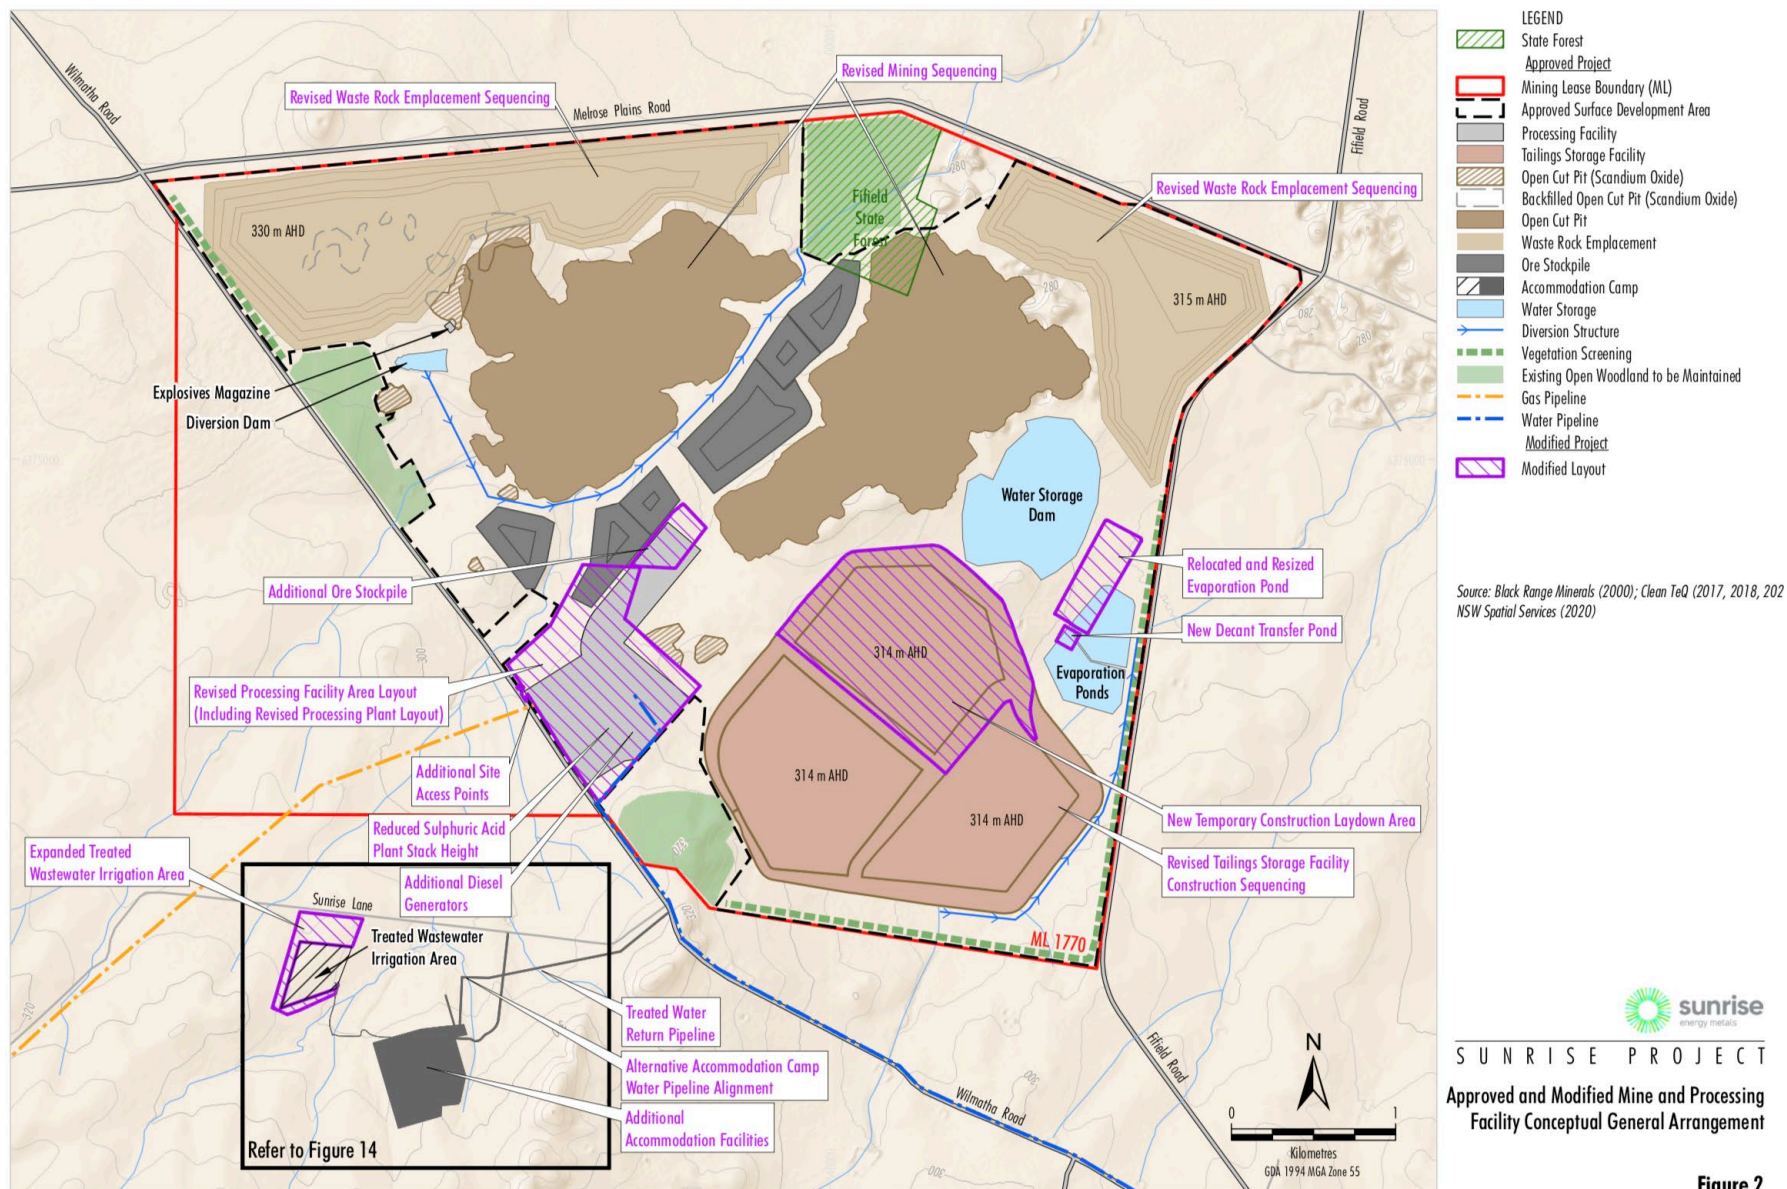 Wilmatha Road
Revised Waste Rock Emplacement Sequencing
Melrose Plains Road
Revised Mining Sequencing
Fifield Road
Revised Waste Rock Emplacement Sequencing
280
Fifield
State
Forest
330 m AHD
315 m AHD
280
280
280
Explosives Magazine
Diversion Dam
Water Storage
Dam
Additional Ore Stockpile
Relocated and Resized
Evaporation Pond
New Decant Transfer Pond
300
314 m AHD
Evaporation
Ponds
Revised Processing Facility Area Layout
(Including Revised Processing Plant Layout)
Additional Site
Access Points
314 m AHD
314 m AHD
New Temporary Construction Laydown Area
Reduced Sulphuric Acid
Plant Stack Height
Expanded Treated
Wastewater Irrigation Area
320
Revised Tailings Storage Facility
Construction Sequencing
Additional Diesel
Generators
Sunrise Lane
320
Treated Wastewater
Irrigation Area
ML 1770
320
Treated Water
Return Pipeline
Alternative Accommodation Camp
Water Pipeline Alignment
Additional
Accommodation Facilities
Refer to Figure 14
Wilmatha Road
Fifield Road
300
300
N
0 1
Kilometres
GDA 1994 MGA Zone 55
LEGEND
State Forest
Approved Project
Mining Lease Boundary (ML)
Approved Surface Development Area
Processing Facility
Tailings Storage Facility
Open Cut Pit (Scandium Oxide)
Backfilled Open Cut Pit (Scandium Oxide)
Open Cut Pit
Waste Rock Emplacement
Ore Stockpile
Accommodation Camp
Water Storage
Diversion Structure
Vegetation Screening
Existing Open Woodland to be Maintained
Gas Pipeline
Water Pipeline
Modified Project
Modified Layout
Source: Black Range Minerals (2000); Clean TeQ (2017, 2018, 202
NSW Spatial Services (2020)
sunrise
energy metals
SUNRISE PROJECT
Approved and Modified Mine and Processing
Facility Conceptual General Arrangement
Figure 2